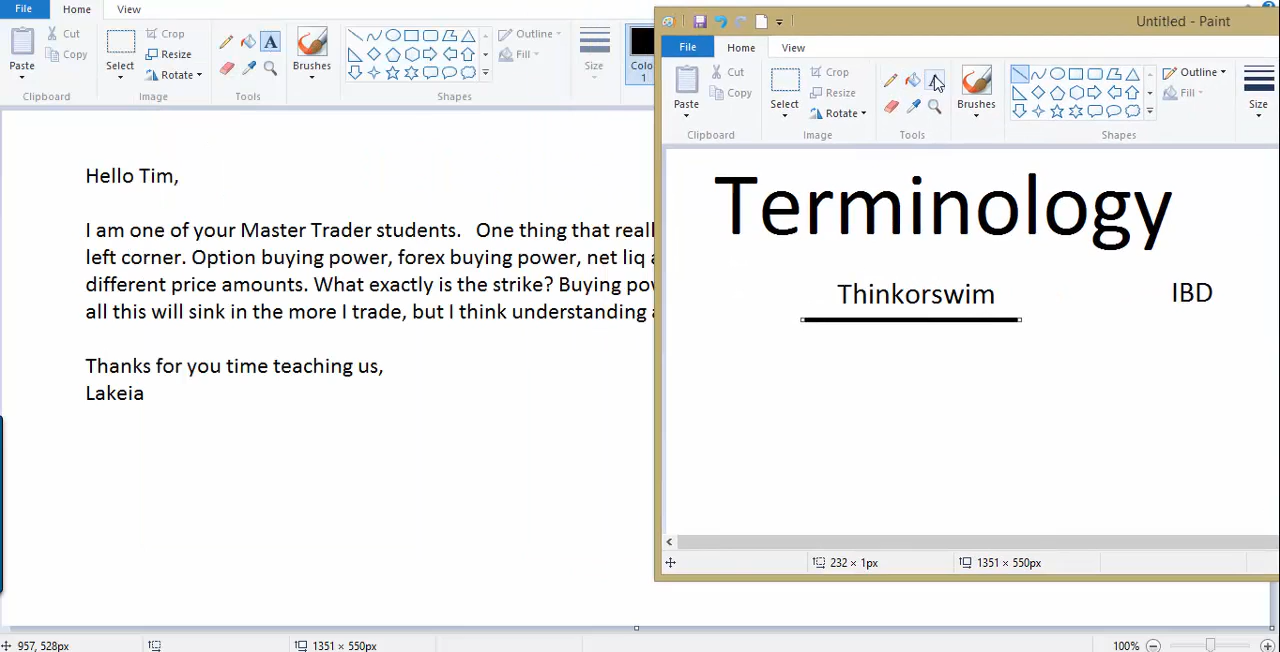 File
Home
View
Paste
Cut
Copy
Clipboard
Select
Crop
Resize
Rotate
Image
Tools
Brushes
Shapes
Outline
Fill
Size
Colo
1
Hello Tim,
I am one of your Master Trader students. One thing that reall
left corner. Option buying power, forex buying power, net liq a
different price amounts. What exactly is the strike? Buying pov
all this will sink in the more I trade, but I think understanding a
Thanks for you time teaching us,
Lakeia
957, 528px
1351 × 550px
100%
Untitled - Paint
File
Home
View
Paste
Cut
Copy
Clipboard
Select
Crop
Resize
Rotate
Image
Tools
Brushes
Shapes
Outline
Fill
Size
Terminology
Thinkorswim
IBD
232 × 1px
1351 × 550px